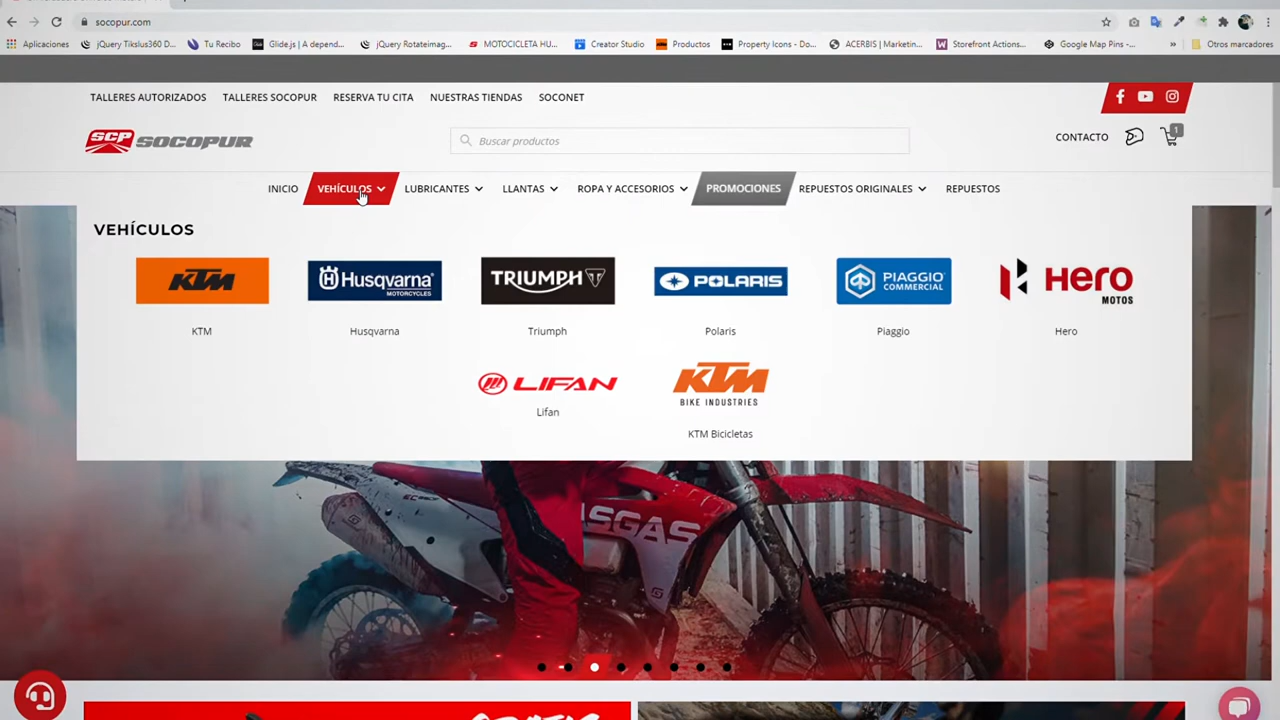 socopur.com
Aplicaciones
jQuery Tikslus360 D...
Tu Recibo
Glide.js | A depend...
jQuery Rotateimag...
MOTOCICLETA HU...
Creator Studio
Productos
Property Icons - Do...
ACERBIS | Marketin...
Storefront Actions...
Google Map Pins -...
»
Otros marcadores
TALLERES AUTORIZADOS
TALLERES SOCOPUR
RESERVA TU CITA
NUESTRAS TIENDAS
SOCONET
SCP SOCOPUR
Buscar productos
CONTACTO
1
INICIO
VEHÍCULOS
LUBRICANTES
LLANTAS
ROPA Y ACCESORIOS
PROMOCIONES
REPUESTOS ORIGINALES
REPUESTOS
VEHÍCULOS
KTM
Husqvarna
MOTORCYCLES
TRIUMPH
POLARIS
PIAGGIO
COMMERCIAL
Hero
MOTOS
KTM
Husqvarna
Triumph
Polaris
Piaggio
Hero
LIFAN
KTM
BIKE INDUSTRIES
Lifan
KTM Bicicletas
ASGAS